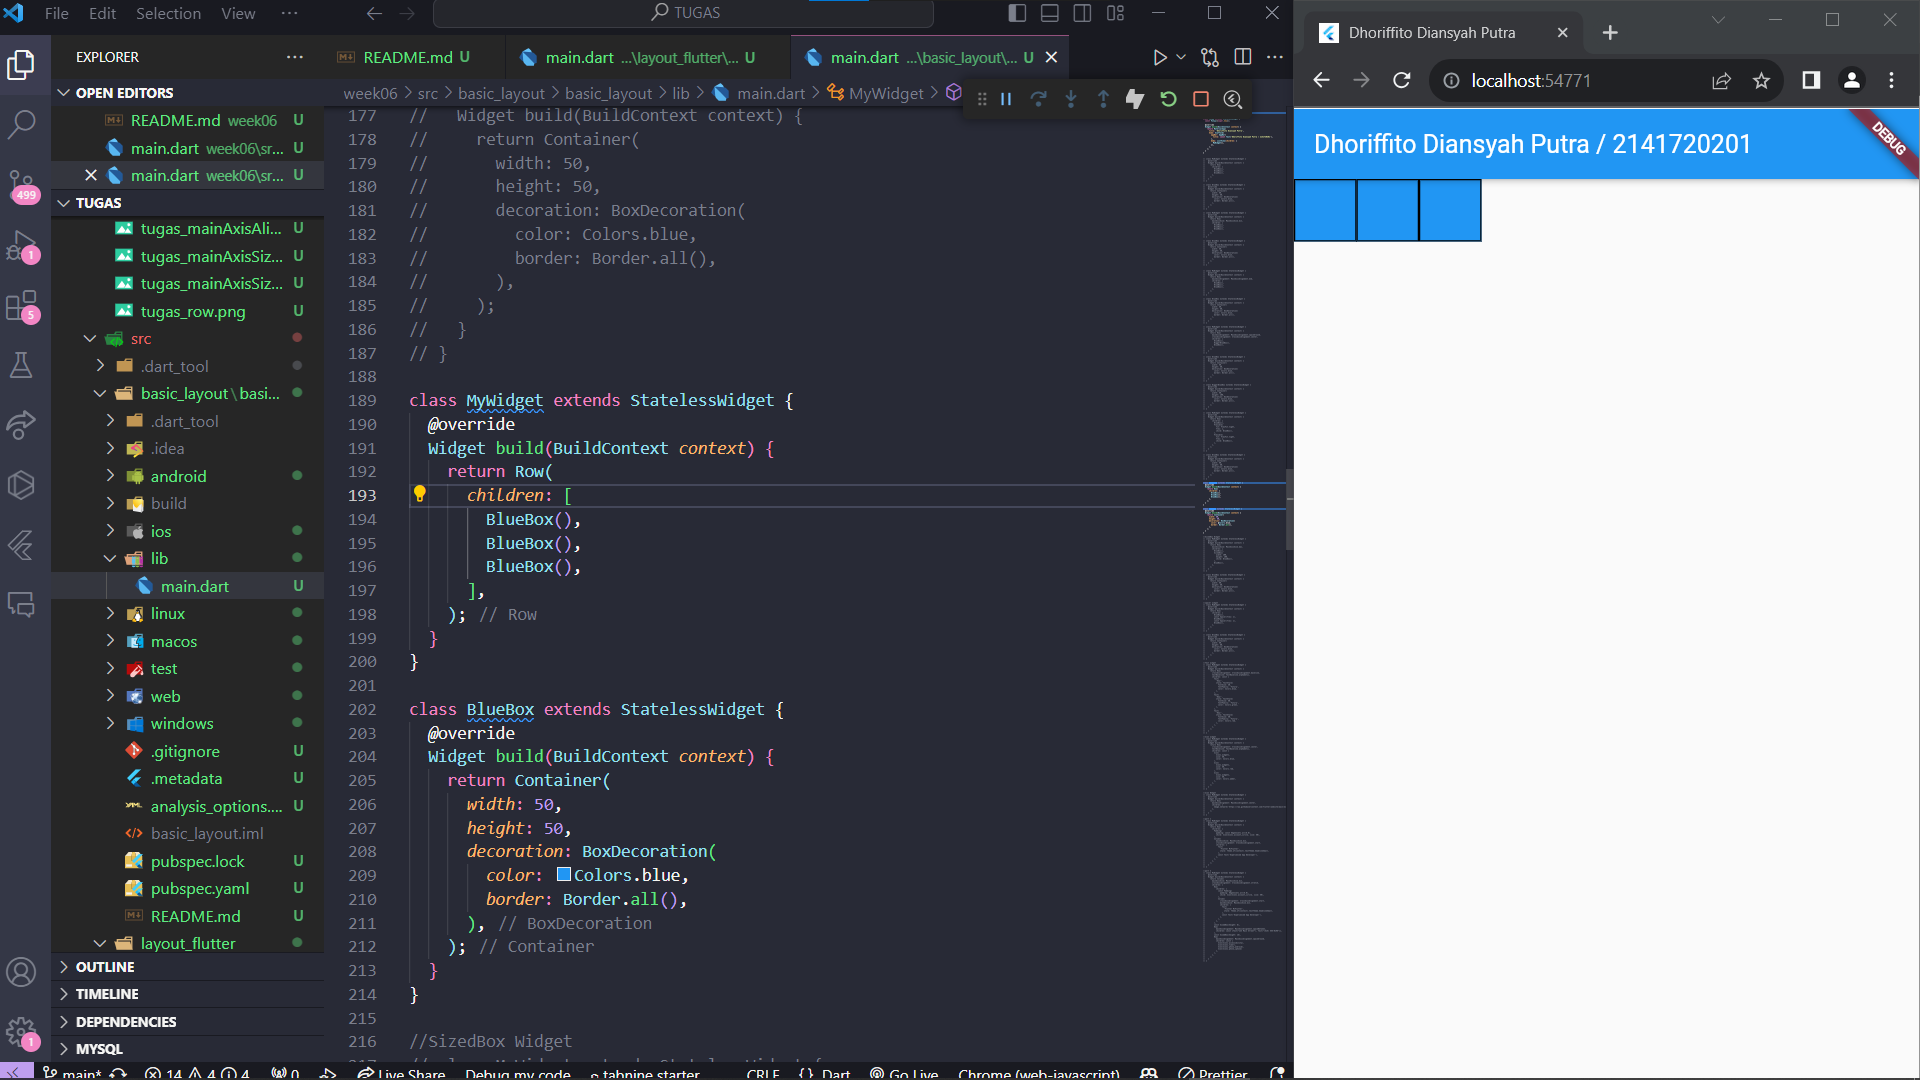 File Edit Selection View ··· TUGAS
EXPLORER
OPEN EDITORS
README.md week06
main.dart week06\sr...
main.dart week06\sr...
499
1
5
1
TUGAS
tugas_mainAxisAli... U
tugas_mainAxisSiz... U
tugas_mainAxisSiz... U
tugas_row.png U
src
.dart_tool
basic_layout\basi...
.dart_tool
.idea
android
build
ios
lib
main.dart U
linux
macos
test
web
windows
.gitignore U
.metadata U
analysis_options.... U
basic_layout.iml
pubspec.lock U
pubspec.yaml U
README.md U
layout_flutter
OUTLINE
TIMELINE
DEPENDENCIES
MYSQL
README.md U main.dart ...\layout_flutter\... U main.dart ...\basic_layout\... U
week06 > src > basic_layout > basic_layout > lib > main.dart > MyWidget >
177 // Widget build(BuildContext context) {
178 // return Container(
179 // width: 50,
180 // height: 50,
181 // decoration: BoxDecoration(
182 // color: Colors.blue,
183 // border: Border.all(),
184 // ),
185 // );
186 // }
187 // }
188
189 class MyWidget extends StatelessWidget {
190 @override
191 Widget build(BuildContext context) {
192 return Row(
193 children: [
194 BlueBox(),
195 BlueBox(),
196 BlueBox(),
197 ],
198 ); // Row
199 }
200 }
201
202 class BlueBox extends StatelessWidget {
203 @override
204 Widget build(BuildContext context) {
205 return Container(
206 width: 50,
207 height: 50,
208 decoration: BoxDecoration(
209 color: Colors.blue,
210 border: Border.all(),
211 ), // BoxDecoration
212 ); // Container
213 }
214 }
215
216 //SizedBox Widget
main* 14 4 4 0 Live Share Debug my code tabnine starter CRLF {} Dart Go Live Chrome (web-javascript) Prettier
Dhoriffito Diansyah Putra
localhost:54771
Dhoriffito Diansyah Putra / 2141720201
DEBUG